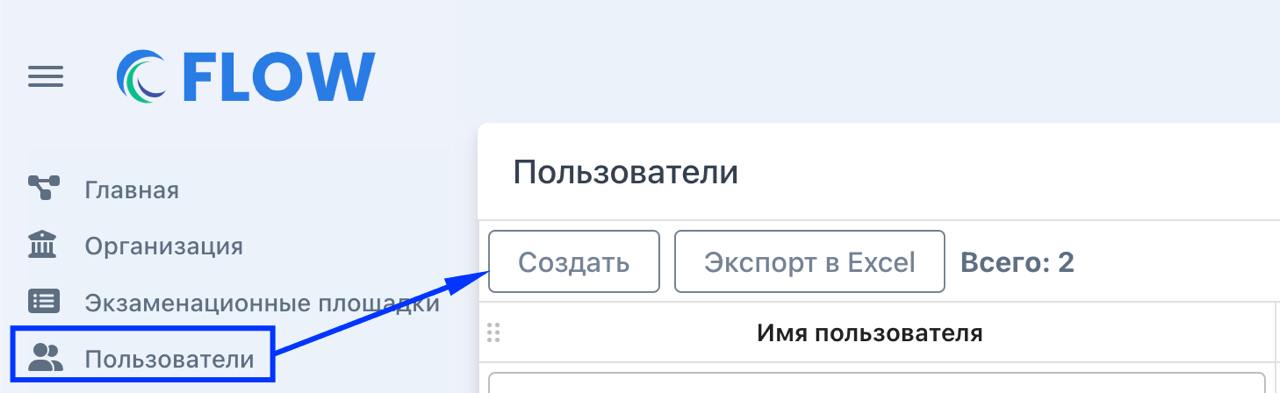 FLOW
Главная
Организация
Экзаменационные площадки
Пользователи
Пользователи
Создать
Экспорт в Excel
Всего: 2
Имя пользователя